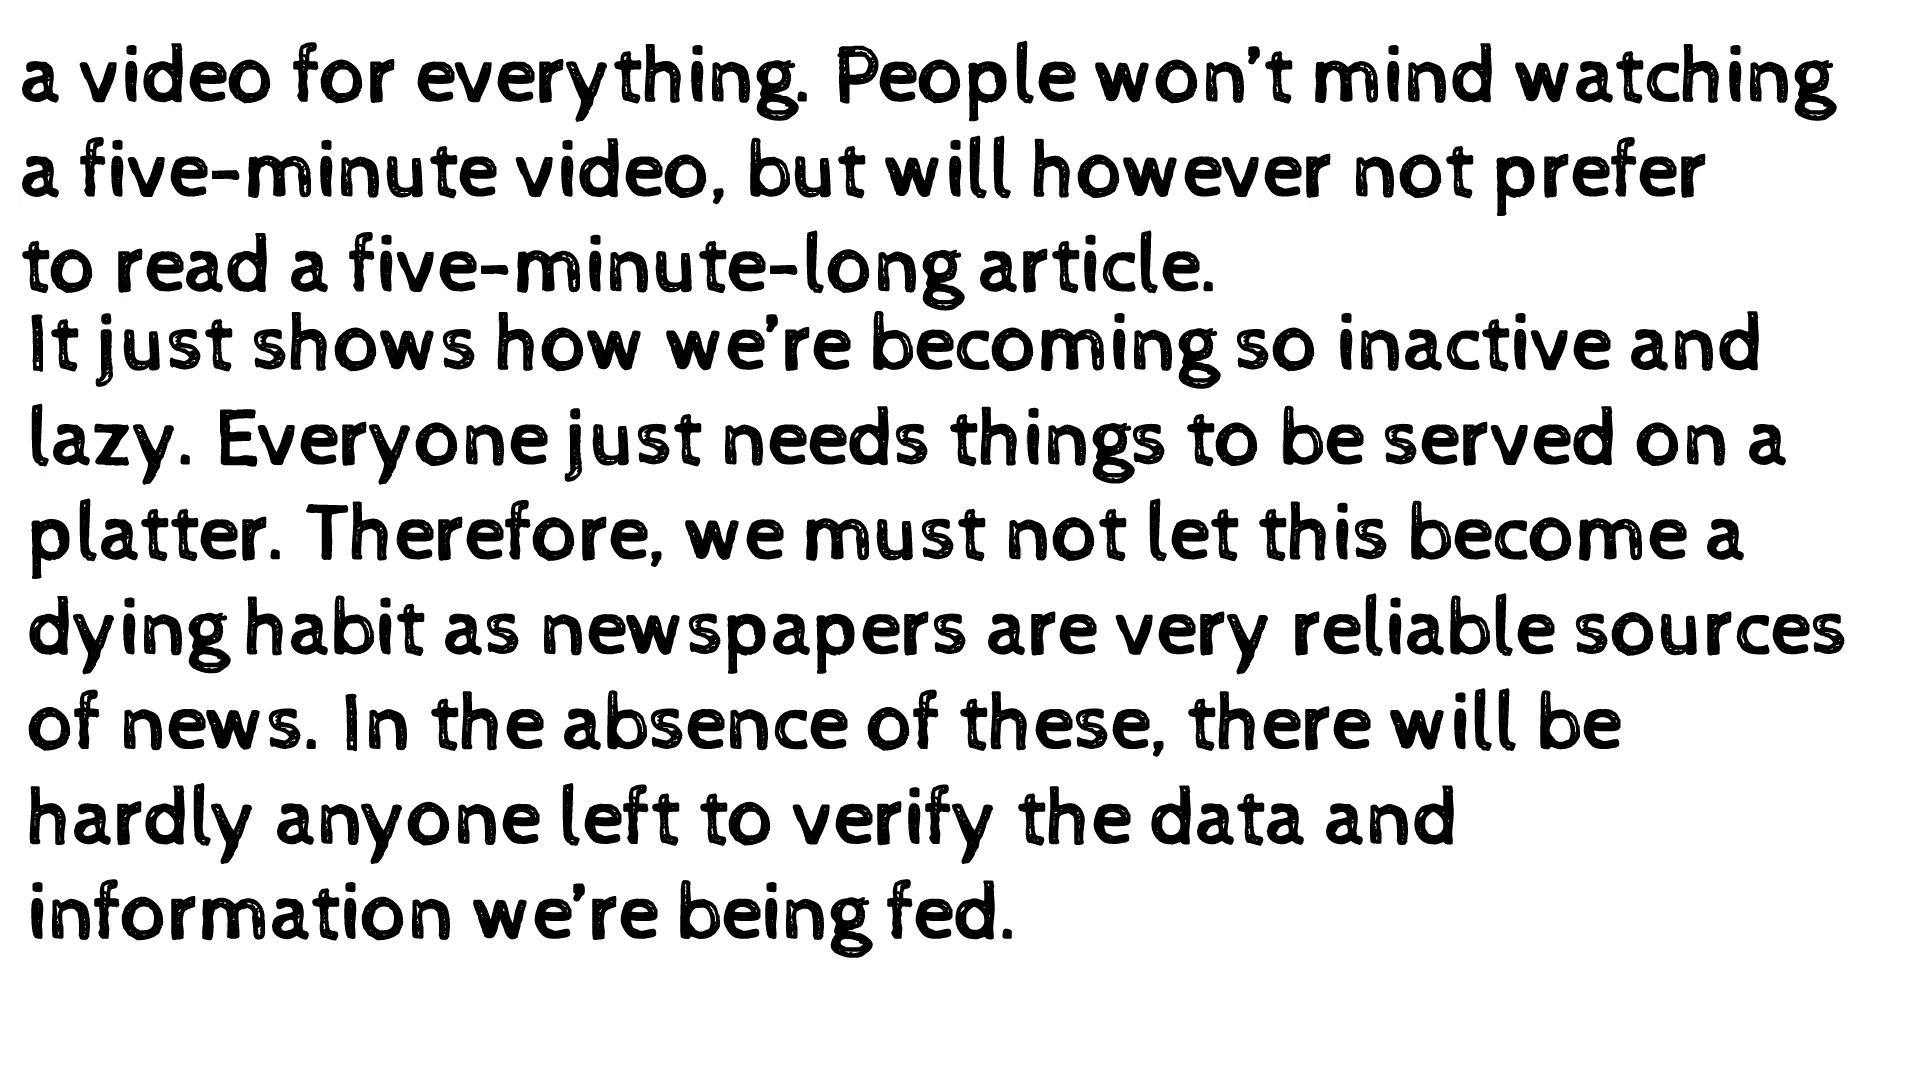 a video for everything. People won't mind watching
a five-minute video, but will however not prefer
to read a five-minute-long article.
It just shows how we're becoming so inactive and
lazy. Everyone just needs things to be served on a
platter. Therefore, we must not let this become a
dying habit as newspapers are very reliable sources
of news. In the absence of these, there will be
hardly anyone left to verify the data and
information we're being fed.